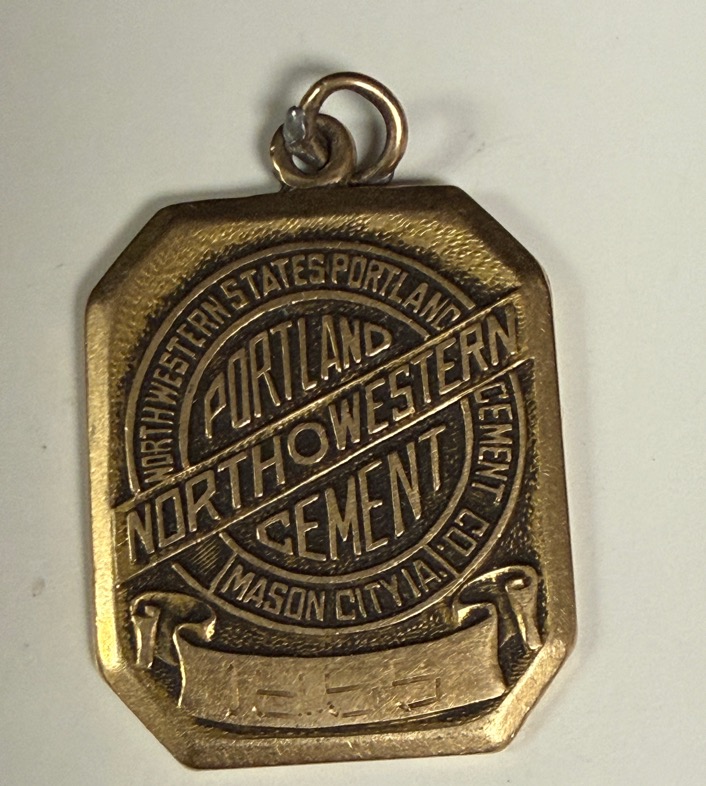 NORTHWESTERN STATES PORTLAND CEMENT CO.
PORTLAND
NORTHWESTERN
CEMENT
MASON CITY, IA.